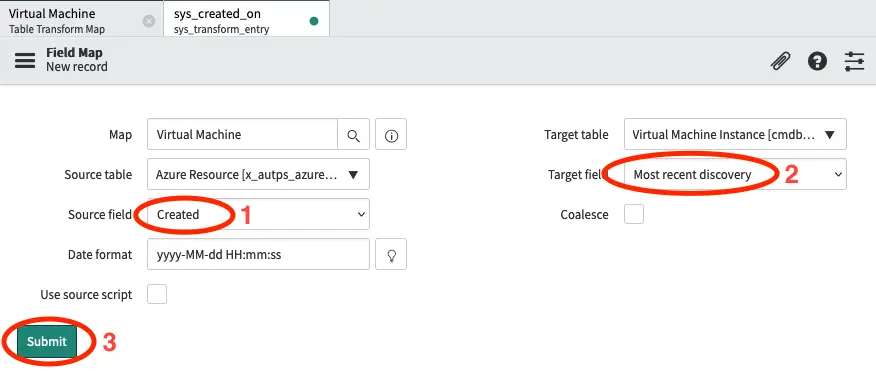 Virtual Machine
Table Transform Map
sys_created_on
sys_transform_entry
Field Map
New record
Map
Virtual Machine
Target table
Virtual Machine Instance [cmdb...
Source table
Azure Resource [x_autps_azure...
Target field
Most recent discovery
2
Source field
Created
1
Coalesce
Date format
yyyy-MM-dd HH:mm:ss
Use source script
Submit
3